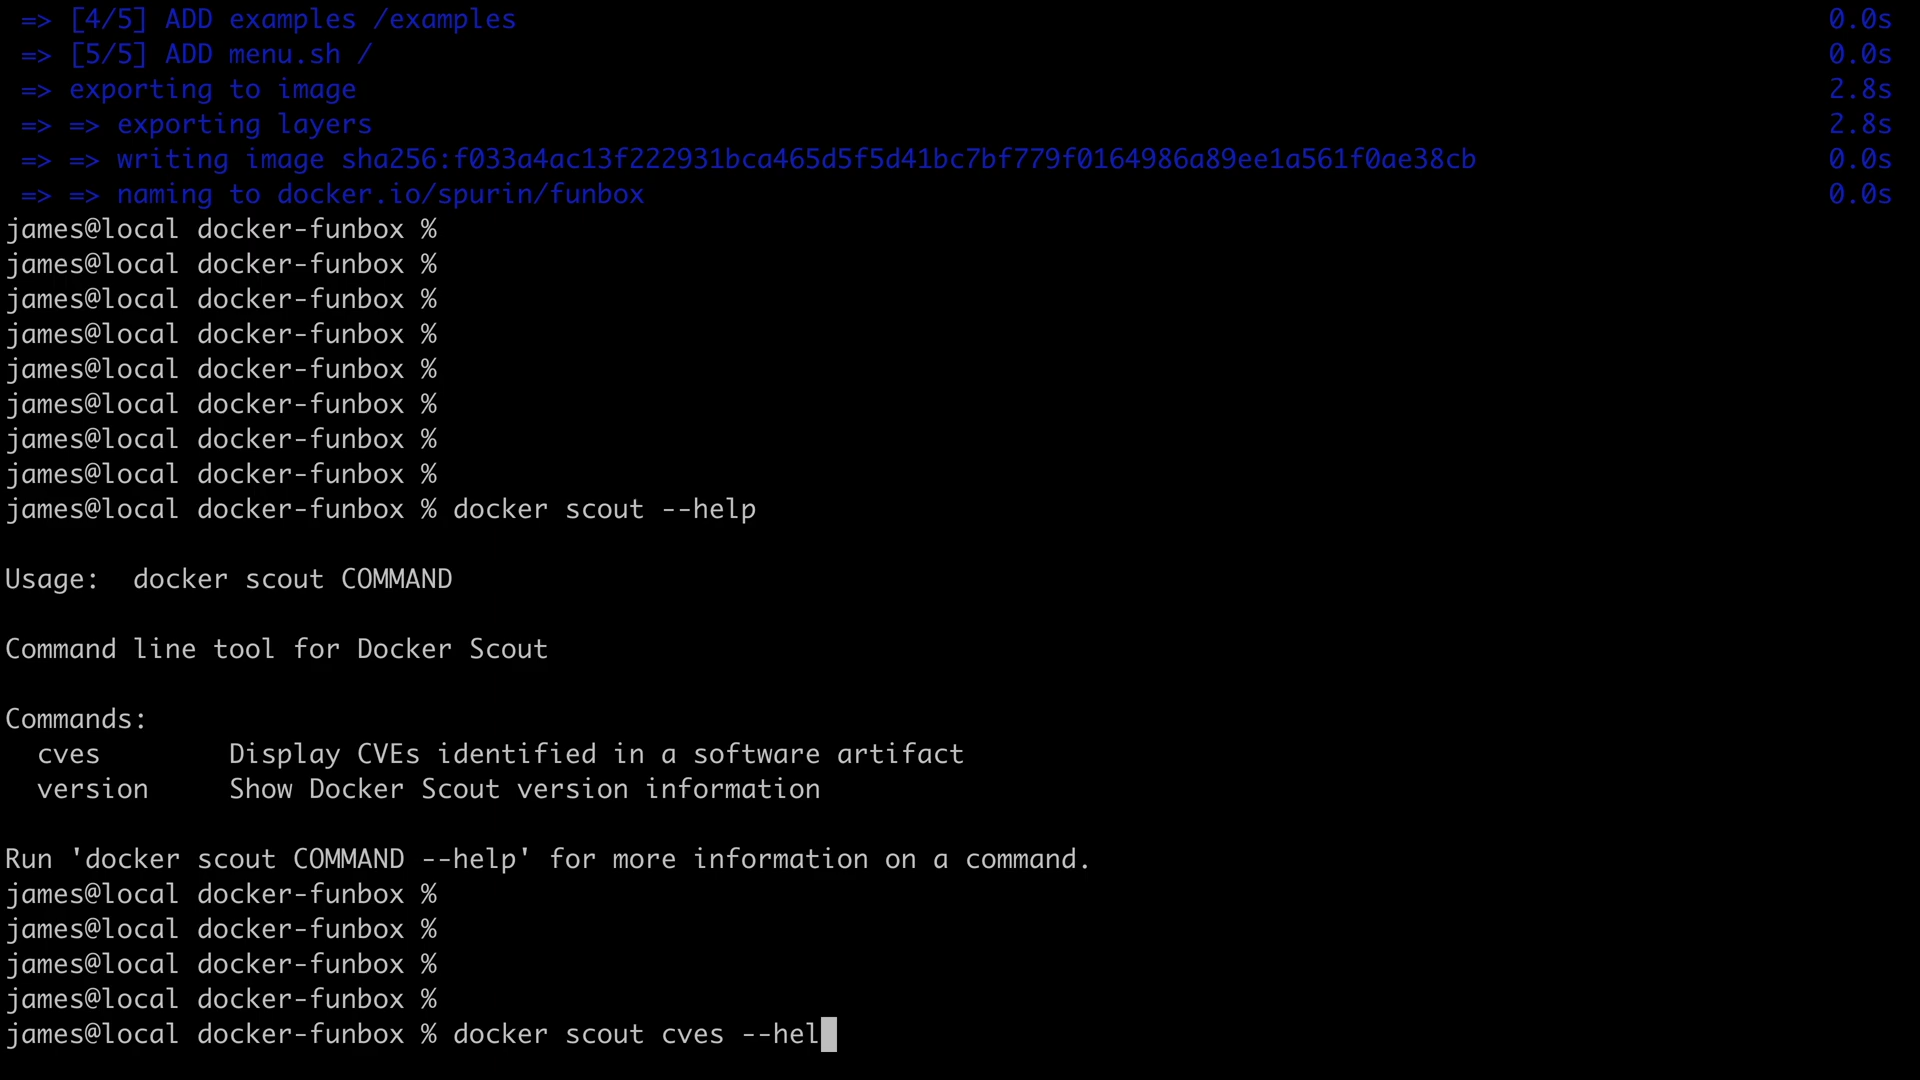 => [4/5] ADD examples /examples 0.0s
=> [5/5] ADD menu.sh / 0.0s
=> exporting to image 2.8s
=> => exporting layers 2.8s
=> => writing image sha256:f033a4ac13f222931bca465d5f5d41bc7bf779f0164986a89ee1a561f0ae38cb 0.0s
=> => naming to docker.io/spurin/funbox 0.0s
james@local docker-funbox %
james@local docker-funbox %
james@local docker-funbox %
james@local docker-funbox %
james@local docker-funbox %
james@local docker-funbox %
james@local docker-funbox %
james@local docker-funbox %
james@local docker-funbox % docker scout --help
Usage:  docker scout COMMAND
Command line tool for Docker Scout
Commands:
  cves        Display CVEs identified in a software artifact
  version     Show Docker Scout version information
Run 'docker scout COMMAND --help' for more information on a command.
james@local docker-funbox %
james@local docker-funbox %
james@local docker-funbox %
james@local docker-funbox %
james@local docker-funbox % docker scout cves --hel